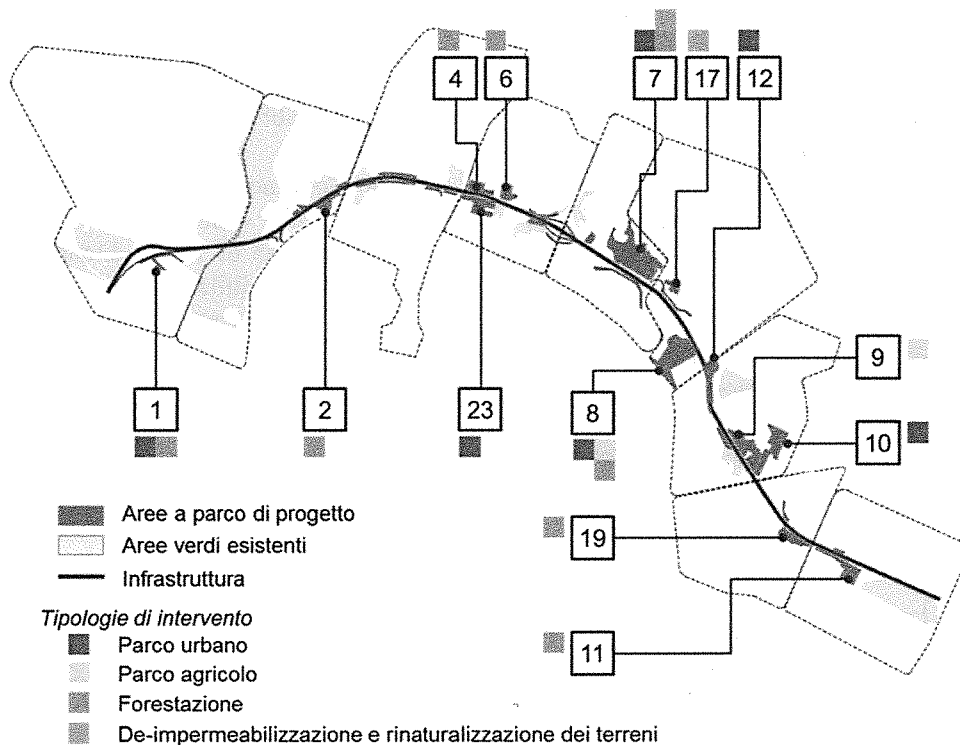 4 6 7 17 12
9
1 2 23 8
10
19
11
Aree a parco di progetto
Aree verdi esistenti
Infrastruttura
Tipologie di intervento
Parco urbano
Parco agricolo
Forestazione
De-impermeabilizzazione e rinaturalizzazione dei terreni